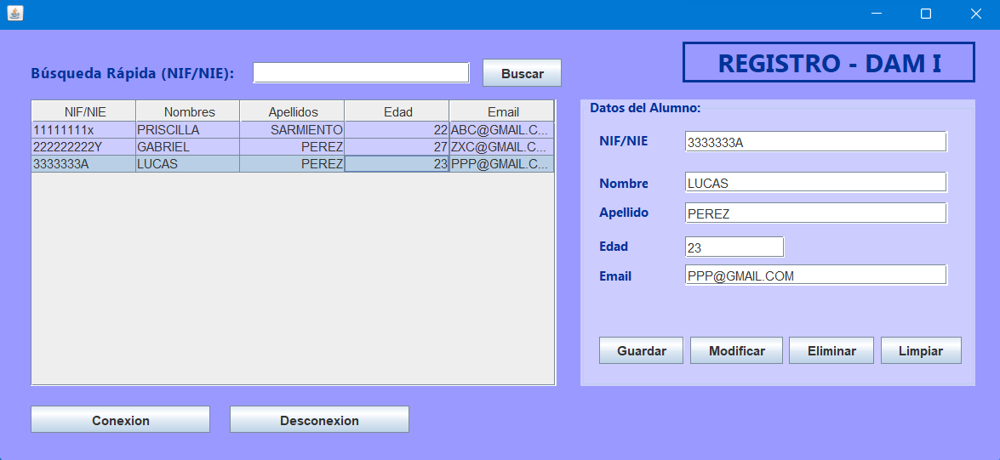 REGISTRO - DAM I
Búsqueda Rápida (NIF/NIE):
Buscar
NIF/NIE Nombres Apellidos Edad Email
11111111x PRISCILLA SARMIENTO 22 ABC@GMAIL.C...
222222222Y GABRIEL PEREZ 27 ZXC@GMAIL.C...
3333333A LUCAS PEREZ 23 PPP@GMAIL.C...
Datos del Alumno:
NIF/NIE 3333333A
Nombre LUCAS
Apellido PEREZ
Edad 23
Email PPP@GMAIL.COM
Guardar Modificar Eliminar Limpiar
Conexion Desconexion